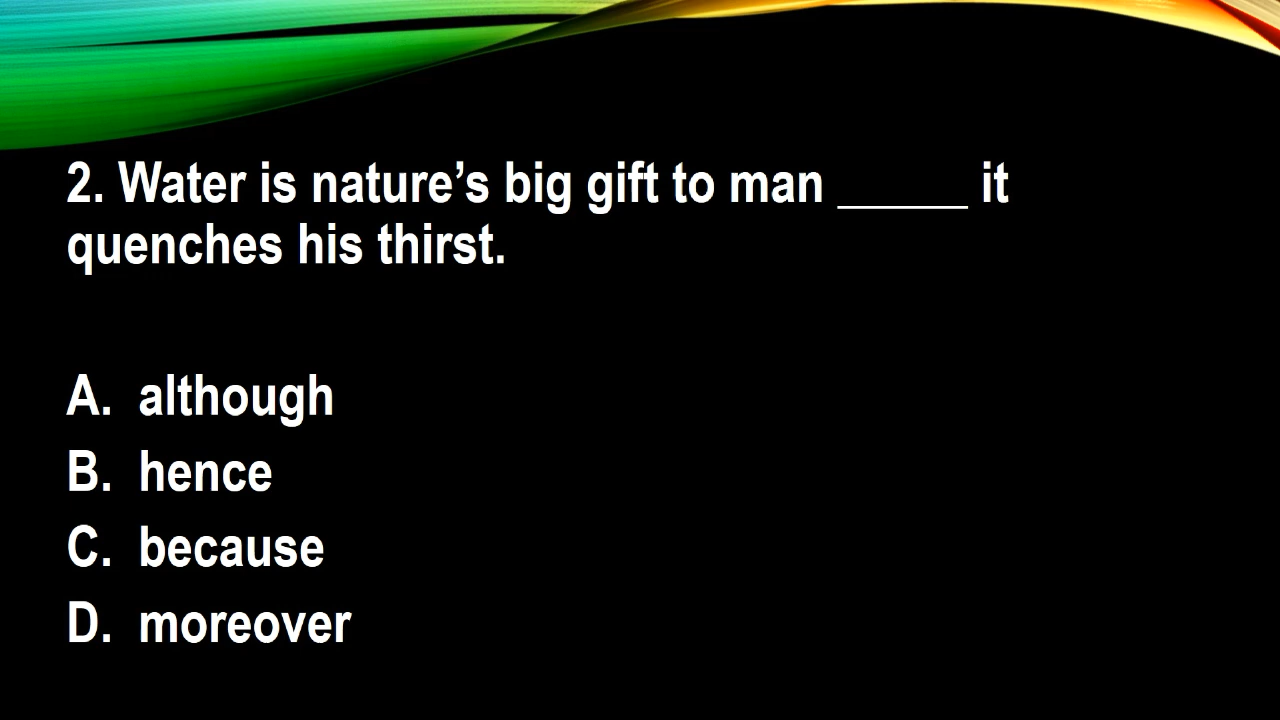 2. Water is nature’s big gift to man _____ it
quenches his thirst.
A. although
B. hence
C. because
D. moreover